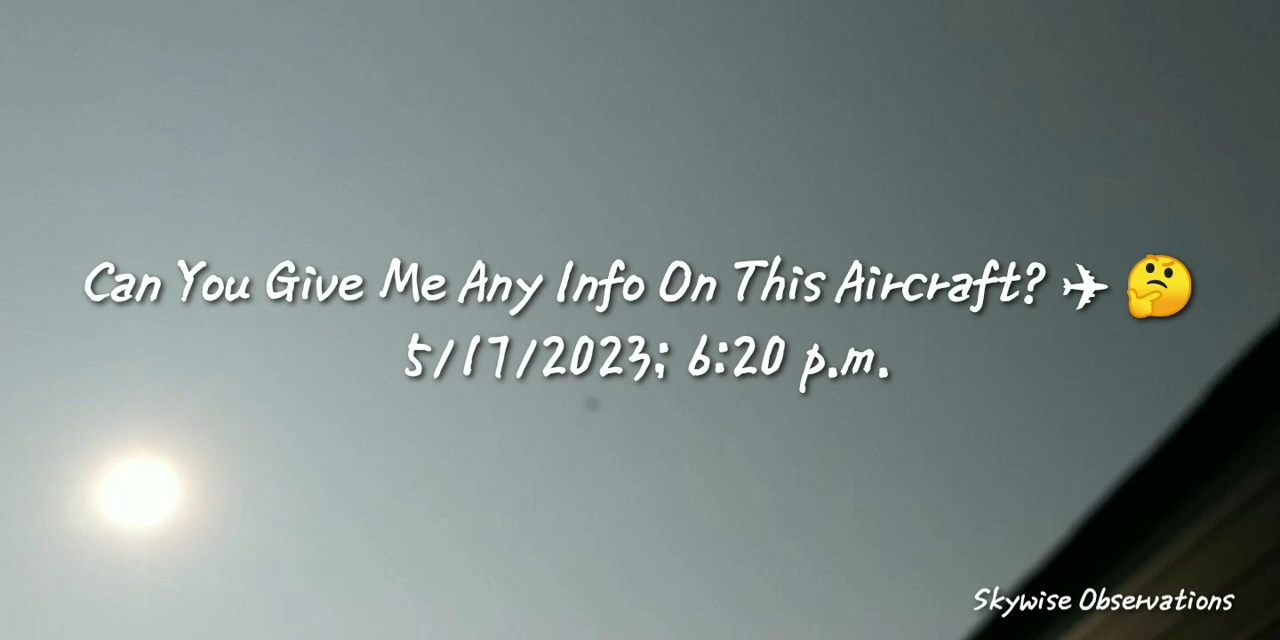 Can You Give Me Any Info On This Aircraft? ✈ 🤔
5/17/2023; 6:20 p.m.
Skywise Observations